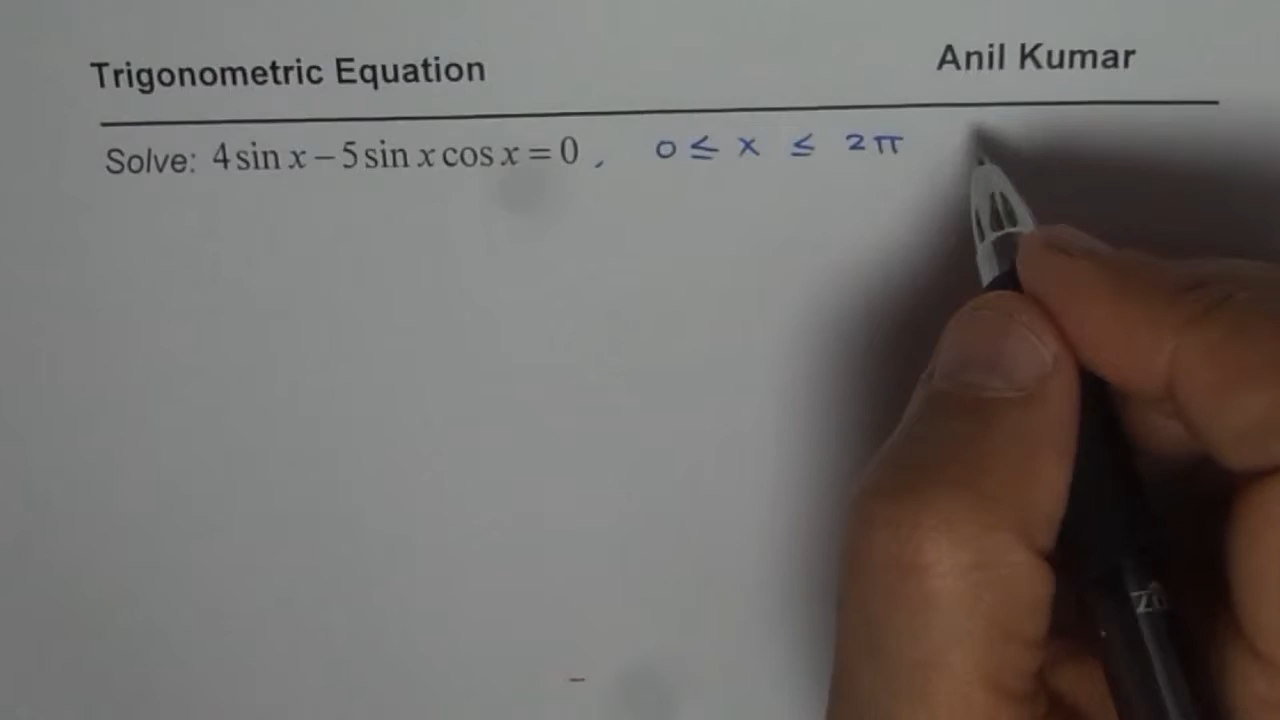 Trigonometric Equation Anil Kumar
Solve: 4 sin x – 5 sin x cos x = 0 , 0 ≤ x ≤ 2π